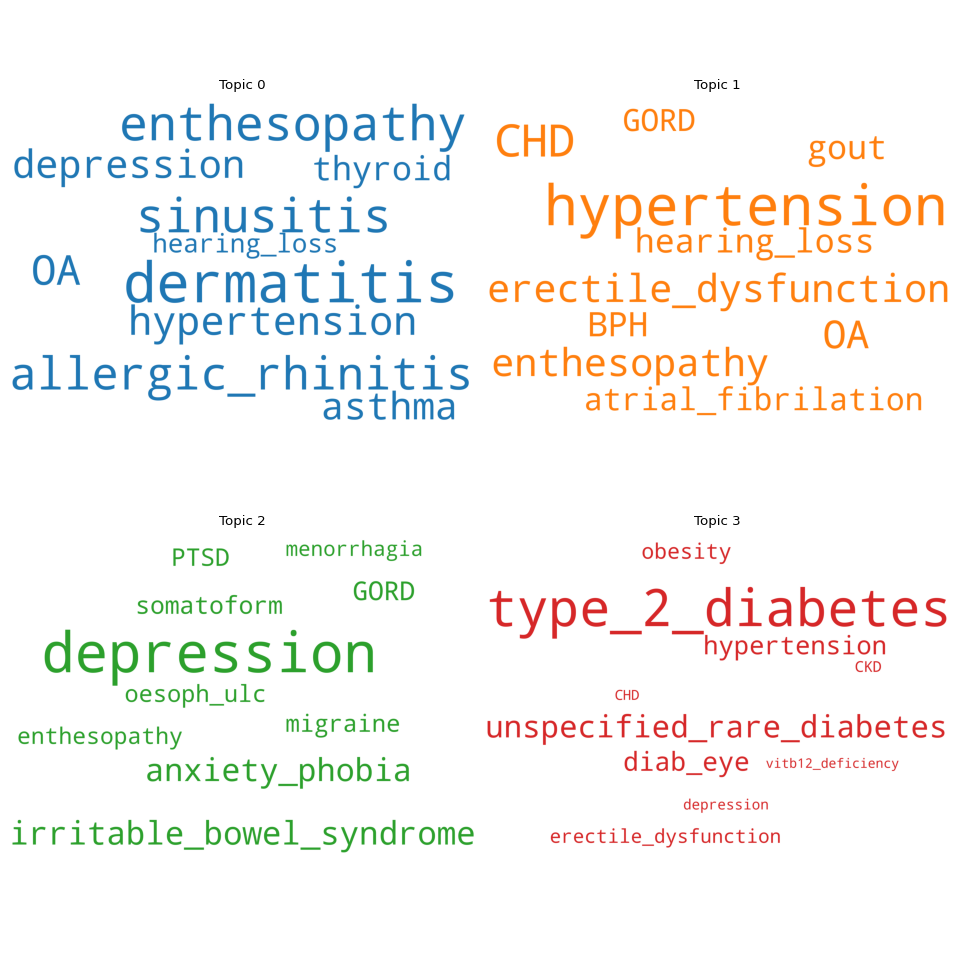 Topic 0
enthesopathy
depression
thyroid
sinusitis
hearing_loss
OA
dermatitis
hypertension
allergic_rhinitis
asthma
Topic 1
GORD
CHD
gout
hypertension
hearing_loss
erectile_dysfunction
BPH
OA
enthesopathy
atrial_fibrilation
Topic 2
PTSD
menorrhagia
GORD
somatoform
depression
oesoph_ulc
migraine
enthesopathy
anxiety_phobia
irritable_bowel_syndrome
Topic 3
obesity
type_2_diabetes
hypertension
CKD
CHD
unspecified_rare_diabetes
diab_eye
vitb12_deficiency
depression
erectile_dysfunction